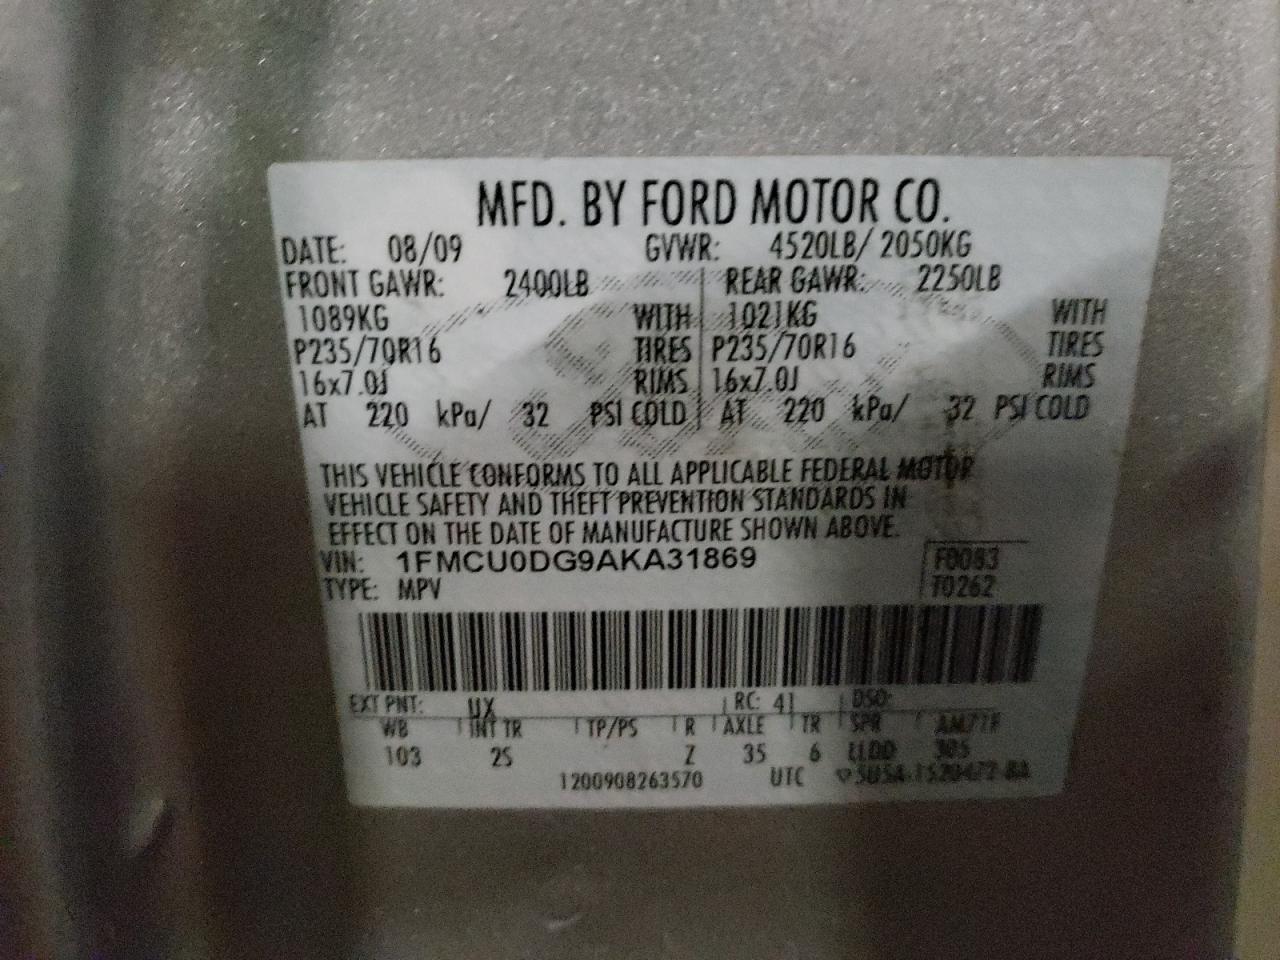 MFD. BY FORD MOTOR CO.
DATE: 08/09 GVWR: 4520LB/ 2050KG
FRONT GAWR: 2400LB REAR GAWR: 2250LB
1089KG WITH 1021KG WITH
P235/70R16 TIRES P235/70R16 TIRES
16x7.0J RIMS 16x7.0J RIMS
AT 220 kPa/ 32 PSI COLD AT 220 kPa/ 32 PSI COLD
THIS VEHICLE CONFORMS TO ALL APPLICABLE FEDERAL MOTOR
VEHICLE SAFETY AND THEFT PREVENTION STANDARDS IN
EFFECT ON THE DATE OF MANUFACTURE SHOWN ABOVE.
VIN: 1FMCU0DG9AKA31869 F0083
TYPE: MPV T0262
EXT PNT: UX RC: 41 DSO:
WB INT TR TP/PS R AXLE TR SPR
103 2S Z 35 6 305
1200908263570 UTC